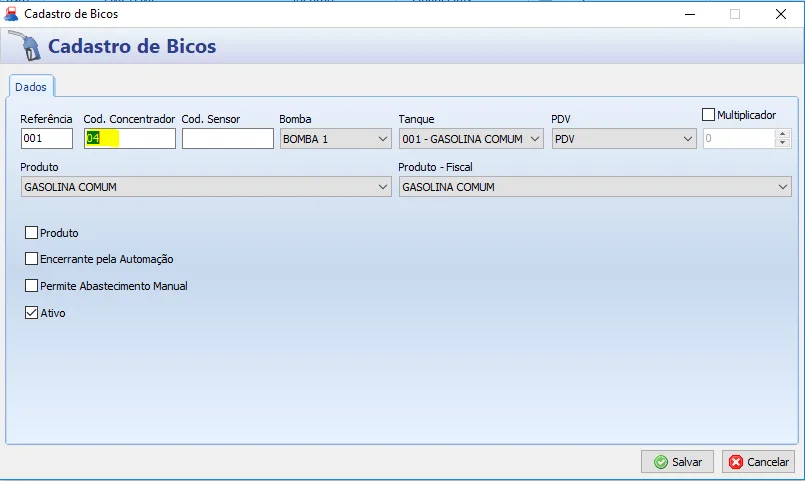 Cadastro de Bicos
Cadastro de Bicos
Dados
Referência Cod. Concentrador Cod. Sensor Bomba Tanque PDV Multiplicador
001 04 BOMBA 1 001 - GASOLINA COMUM PDV 0
Produto Produto - Fiscal
GASOLINA COMUM GASOLINA COMUM
Produto
Encerrante pela Automação
Permite Abastecimento Manual
Ativo
Salvar Cancelar